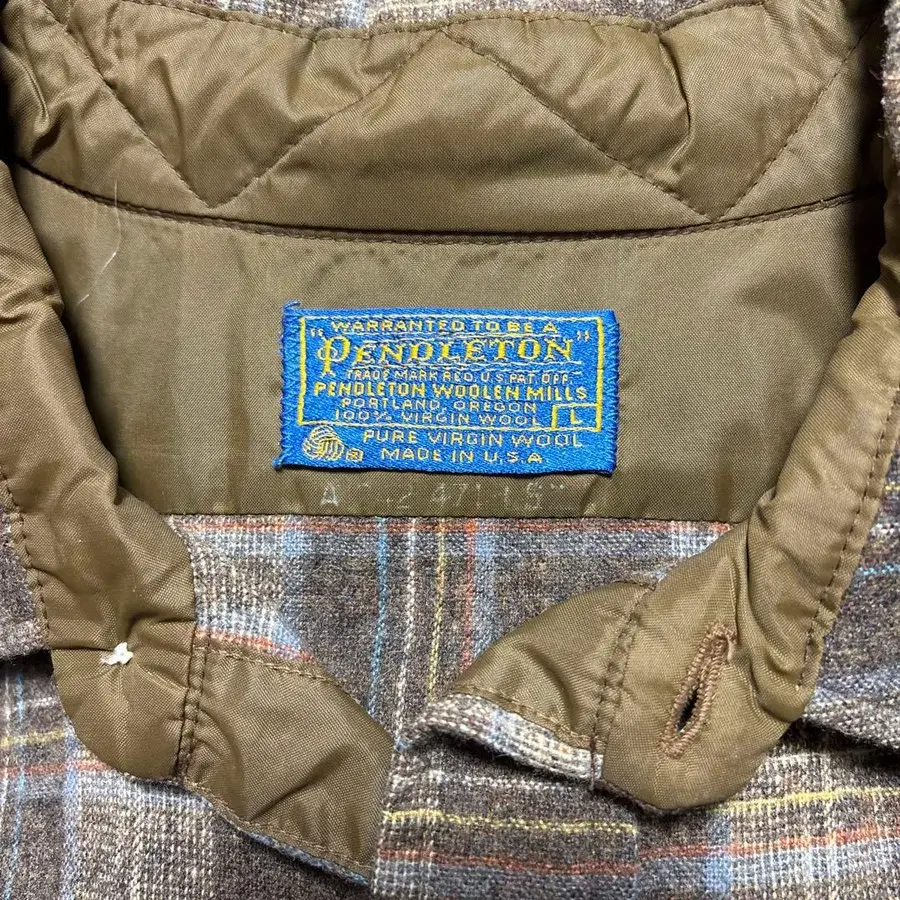 WARRANTED TO BE A
"PENDLETON"
TRADE MARK REG. U.S. PAT. OFF.
PENDLETON WOOLEN MILLS
PORTLAND, OREGON
100% VIRGIN WOOL L
PURE VIRGIN WOOL
® MADE IN U.S.A
A